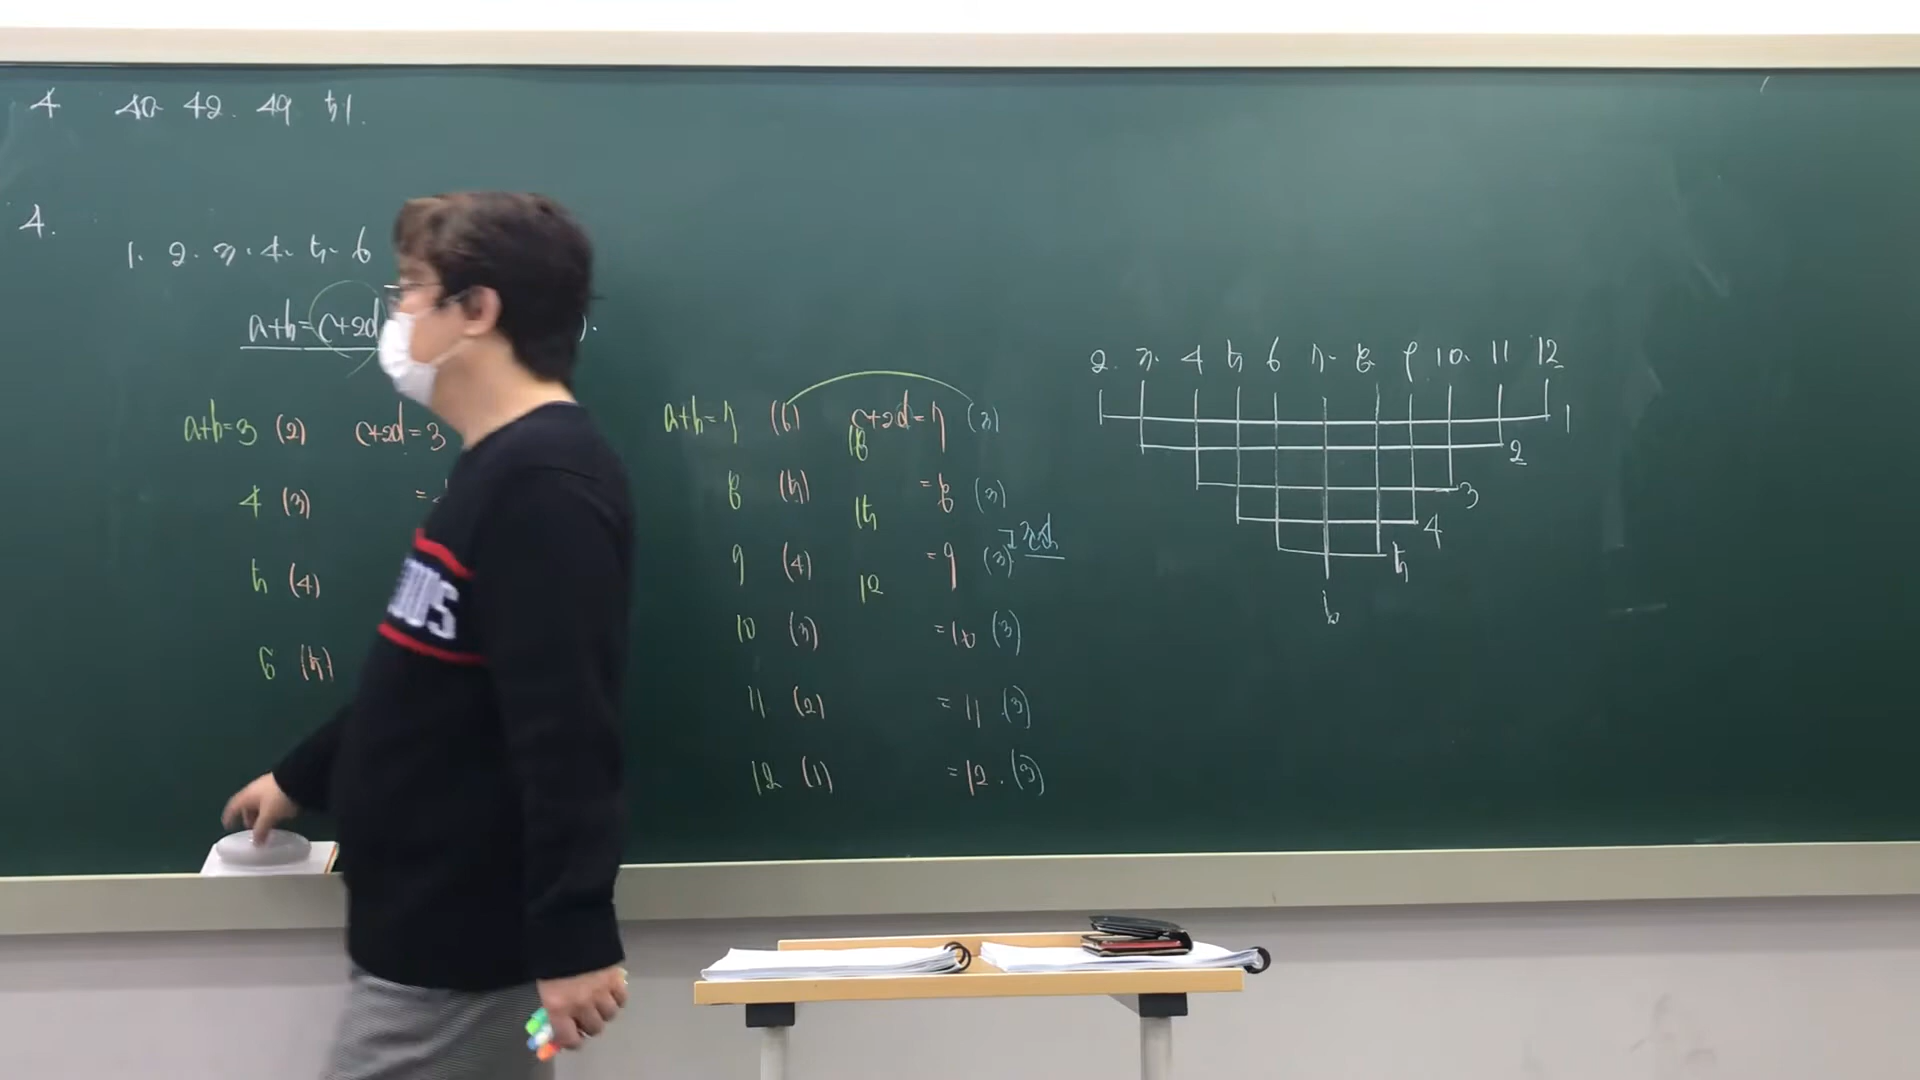 4 40 42. 49 51.
4.
1. 2. 3. 4. 5. 6
a+b=c+2d ).
a+b=3 (2) c+2d=3
4 (3) =
5 (4)
6 (5)
a+b=7 (6) c+2d=7 (3)
18
8 (5) =8 (3)
15
9 (4) =9 (3)
12
10 (3) =10 (3)
11 (2) =11 (3)
12 (1) =12. (3)
2. 3. 4 5 6 7. 8 9. 10. 11 12
1
2
3
4
5
6